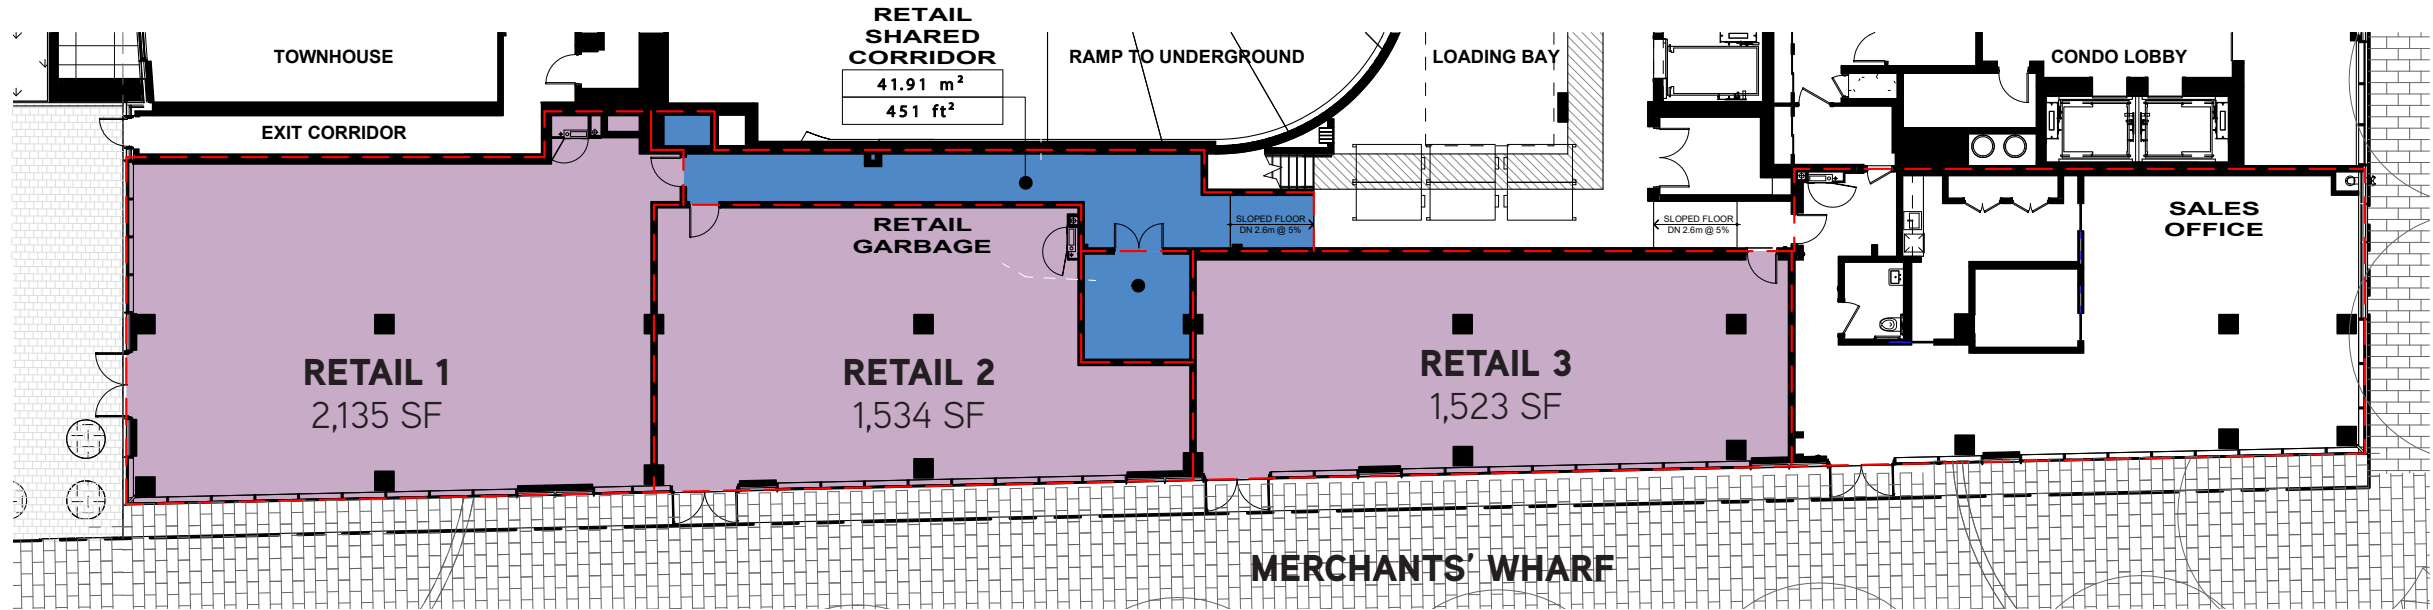 RETAIL
SHARED
CORRIDOR
41.91 m²
451 ft²
TOWNHOUSE
RAMP TO UNDERGROUND
LOADING BAY
CONDO LOBBY
EXIT CORRIDOR
RETAIL
GARBAGE
SLOPED FLOOR
DN 2.6m @ 5%
SLOPED FLOOR
DN 2.6m @ 5%
SALES
OFFICE
RETAIL 1
2,135 SF
RETAIL 2
1,534 SF
RETAIL 3
1,523 SF
MERCHANTS' WHARF